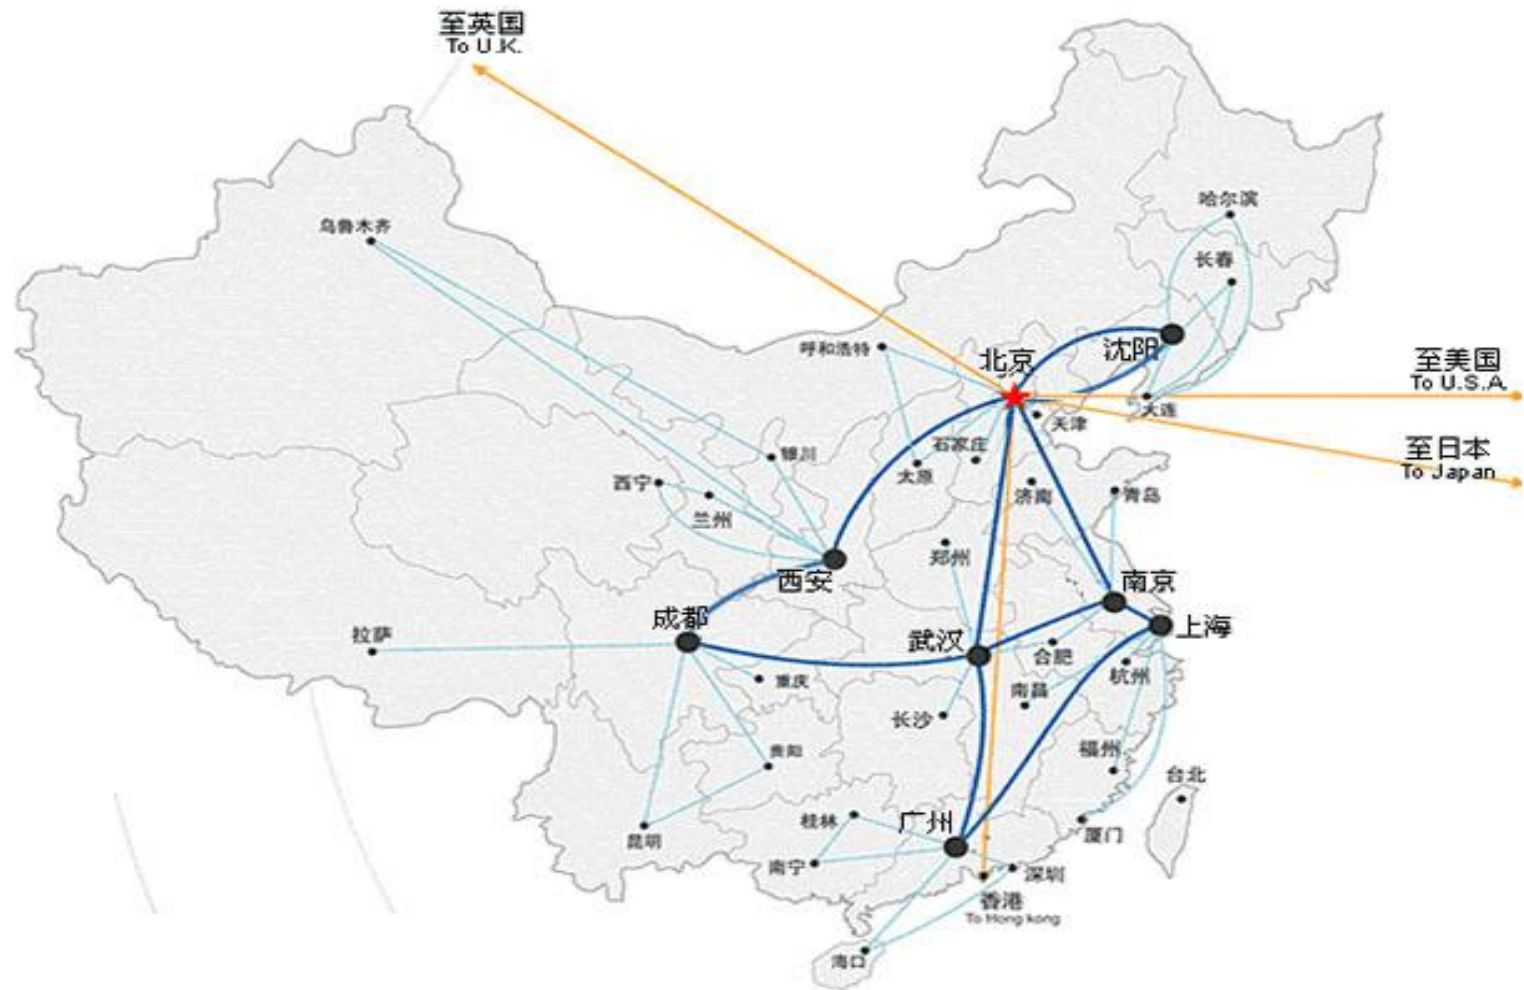 至英国
To U.K.
哈尔滨
乌鲁木齐
长春
呼和浩特
北京
沈阳
至美国
To U.S.A.
大连
天津
石家庄
至日本
To Japan
银川
太原
西宁
兰州
济南
青岛
郑州
西安
南京
成都
上海
拉萨
武汉
合肥
杭州
重庆
南昌
长沙
贵阳
福州
台北
桂林
广州
厦门
昆明
南宁
深圳
香港
To Hong kong
海口